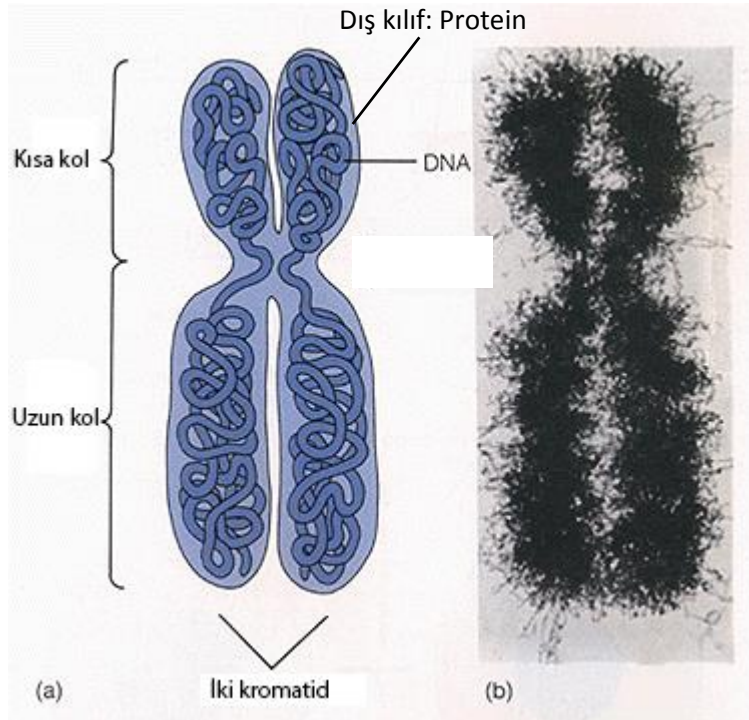 Dış kılıf: Protein
Kısa kol
DNA
Uzun kol
İki kromatid
(a)
(b)